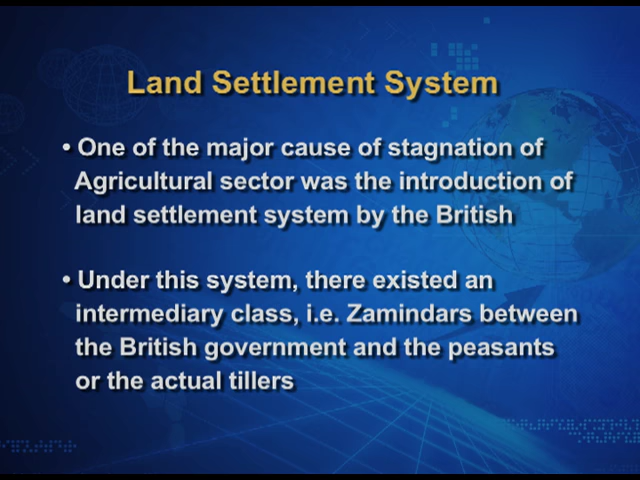 Land Settlement System
• One of the major cause of stagnation of
Agricultural sector was the introduction of
land settlement system by the British
• Under this system, there existed an
intermediary class, i.e. Zamindars between
the British government and the peasants
or the actual tillers